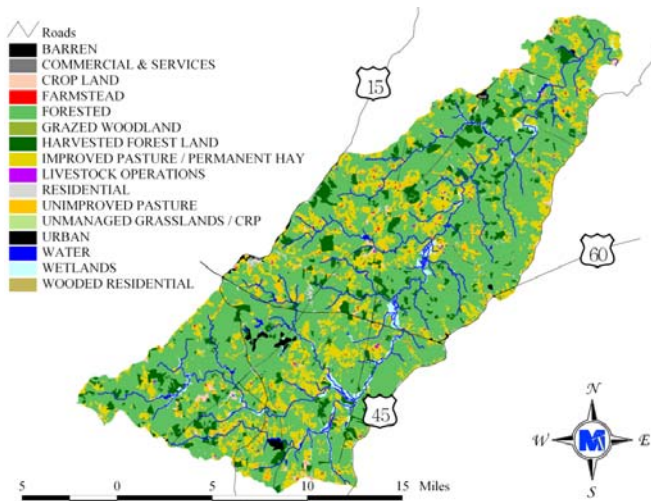 Roads
BARREN
COMMERCIAL & SERVICES
CROP LAND
FARMSTEAD
FORESTED
GRAZED WOODLAND
HARVESTED FOREST LAND
IMPROVED PASTURE / PERMANENT HAY
LIVESTOCK OPERATIONS
RESIDENTIAL
UNIMPROVED PASTURE
UNMANAGED GRASSLANDS / CRP
URBAN
WATER
WETLANDS
WOODED RESIDENTIAL
15
60
45
N
W M E
S
5 0 5 10 15 Miles